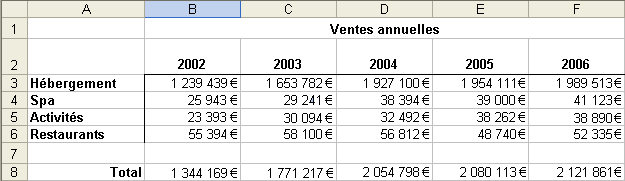 A B C D E F
1 Ventes annuelles
2 2002 2003 2004 2005 2006
3 Hébergement 1 239 439 € 1 653 782 € 1 927 100 € 1 954 111 € 1 989 513 €
4 Spa 25 943 € 29 241 € 38 394 € 39 000 € 41 123 €
5 Activités 23 393 € 30 094 € 32 492 € 38 262 € 38 890 €
6 Restaurants 55 394 € 58 100 € 56 812 € 48 740 € 52 335 €
7
8 Total 1 344 169 € 1 771 217 € 2 054 798 € 2 080 113 € 2 121 861 €